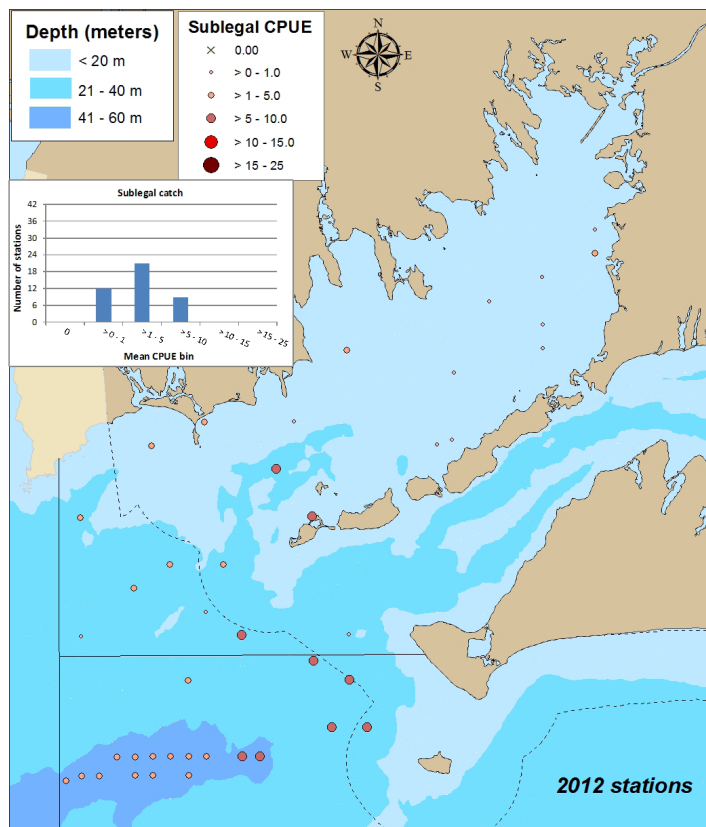 Depth (meters)
< 20 m
21 - 40 m
41 - 60 m
Sublegal CPUE
0.00
> 0 - 1.0
> 1 - 5.0
> 5 - 10.0
> 10 - 15.0
> 15 - 25
N
W E
S
Sublegal catch
Number of stations
42
36
30
24
18
12
6
0
0
>0 - 1
>1 - 5
>5 - 10
>10 - 15
>15 - 25
Mean CPUE bin
2012 stations